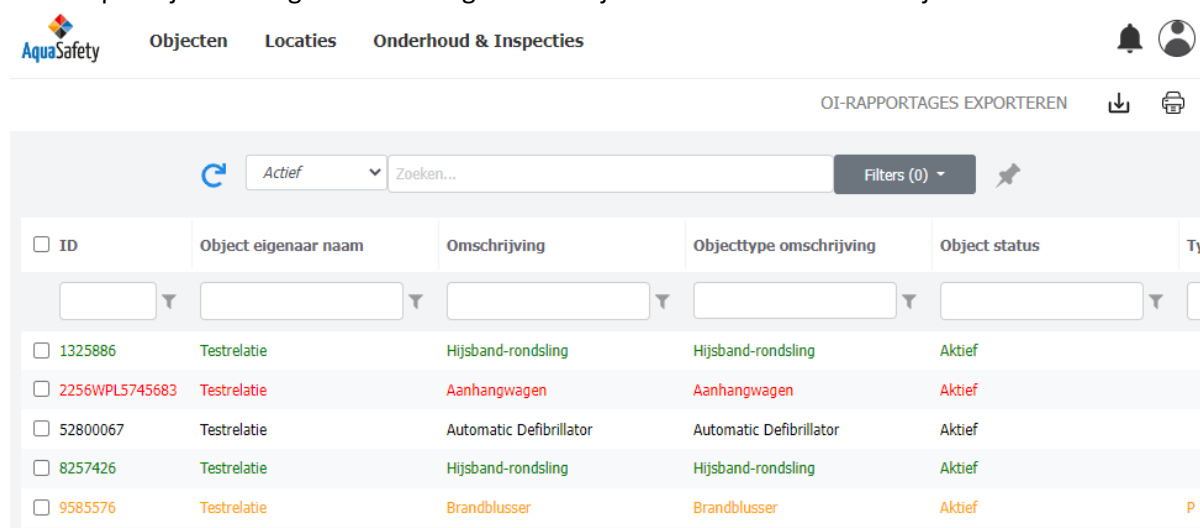 AquaSafety Objecten Locaties Onderhoud & Inspecties
OI-RAPPORTAGES EXPORTEREN
Actief Zoeken... Filters (0)
ID Object eigenaar naam Omschrijving Objecttype omschrijving Object status
1325886 Testrelatie Hijsband-rondsling Hijsband-rondsling Aktief
2256WPL5745683 Testrelatie Aanhangwagen Aanhangwagen Aktief
52800067 Testrelatie Automatic Defibrillator Automatic Defibrillator Aktief
8257426 Testrelatie Hijsband-rondsling Hijsband-rondsling Aktief
9585576 Testrelatie Brandblusser Brandblusser Aktief P